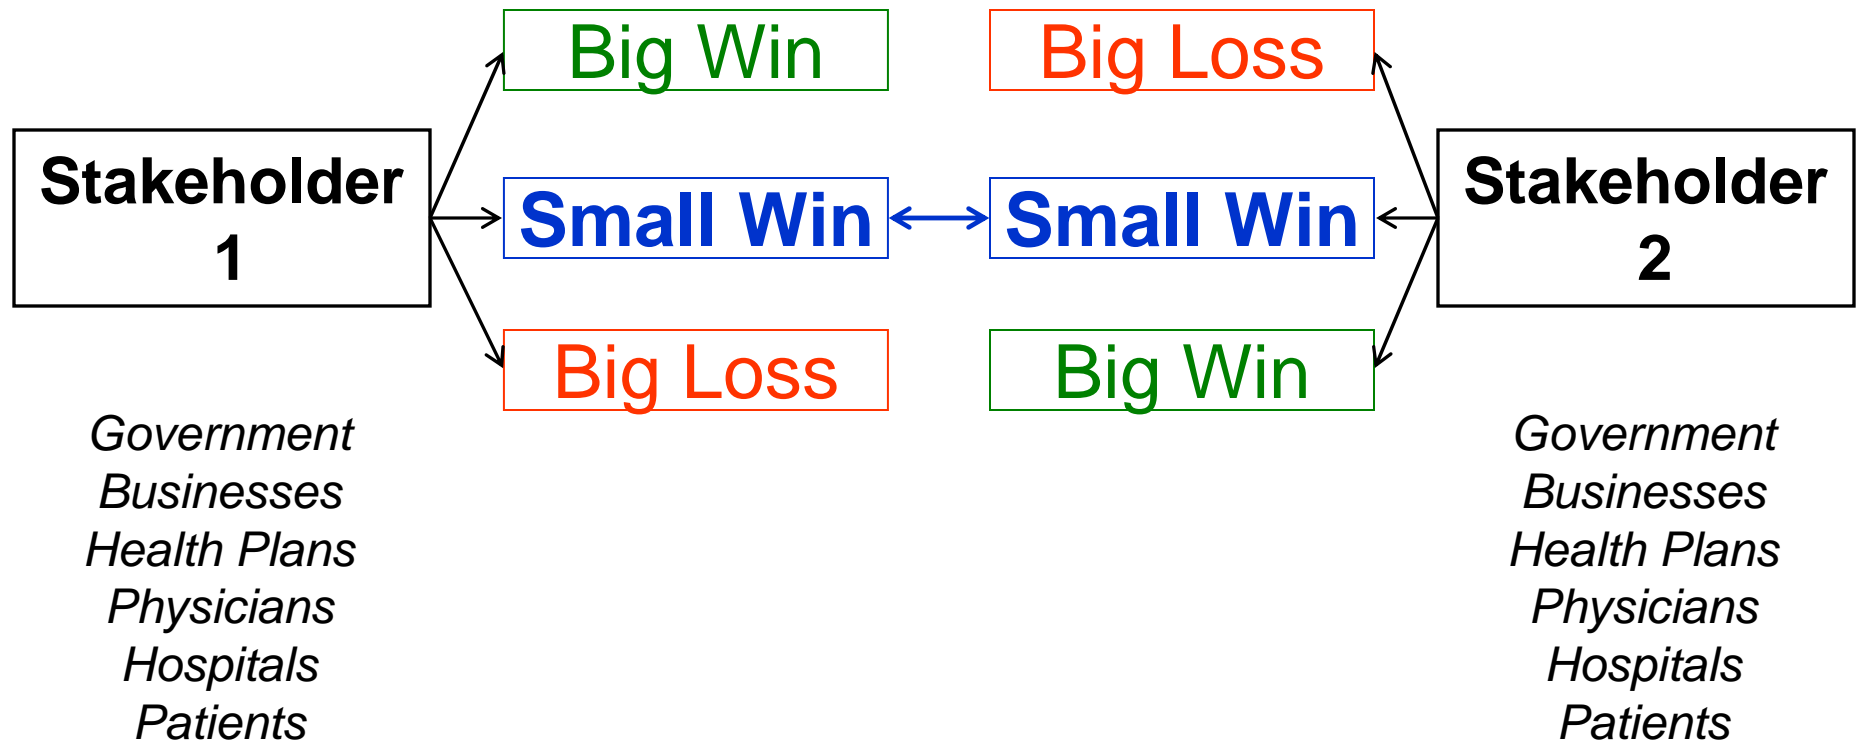 Big Win
Big Loss
Stakeholder
1
Small Win
Small Win
Stakeholder
2
Big Loss
Big Win
Government
Businesses
Health Plans
Physicians
Hospitals
Patients
Government
Businesses
Health Plans
Physicians
Hospitals
Patients